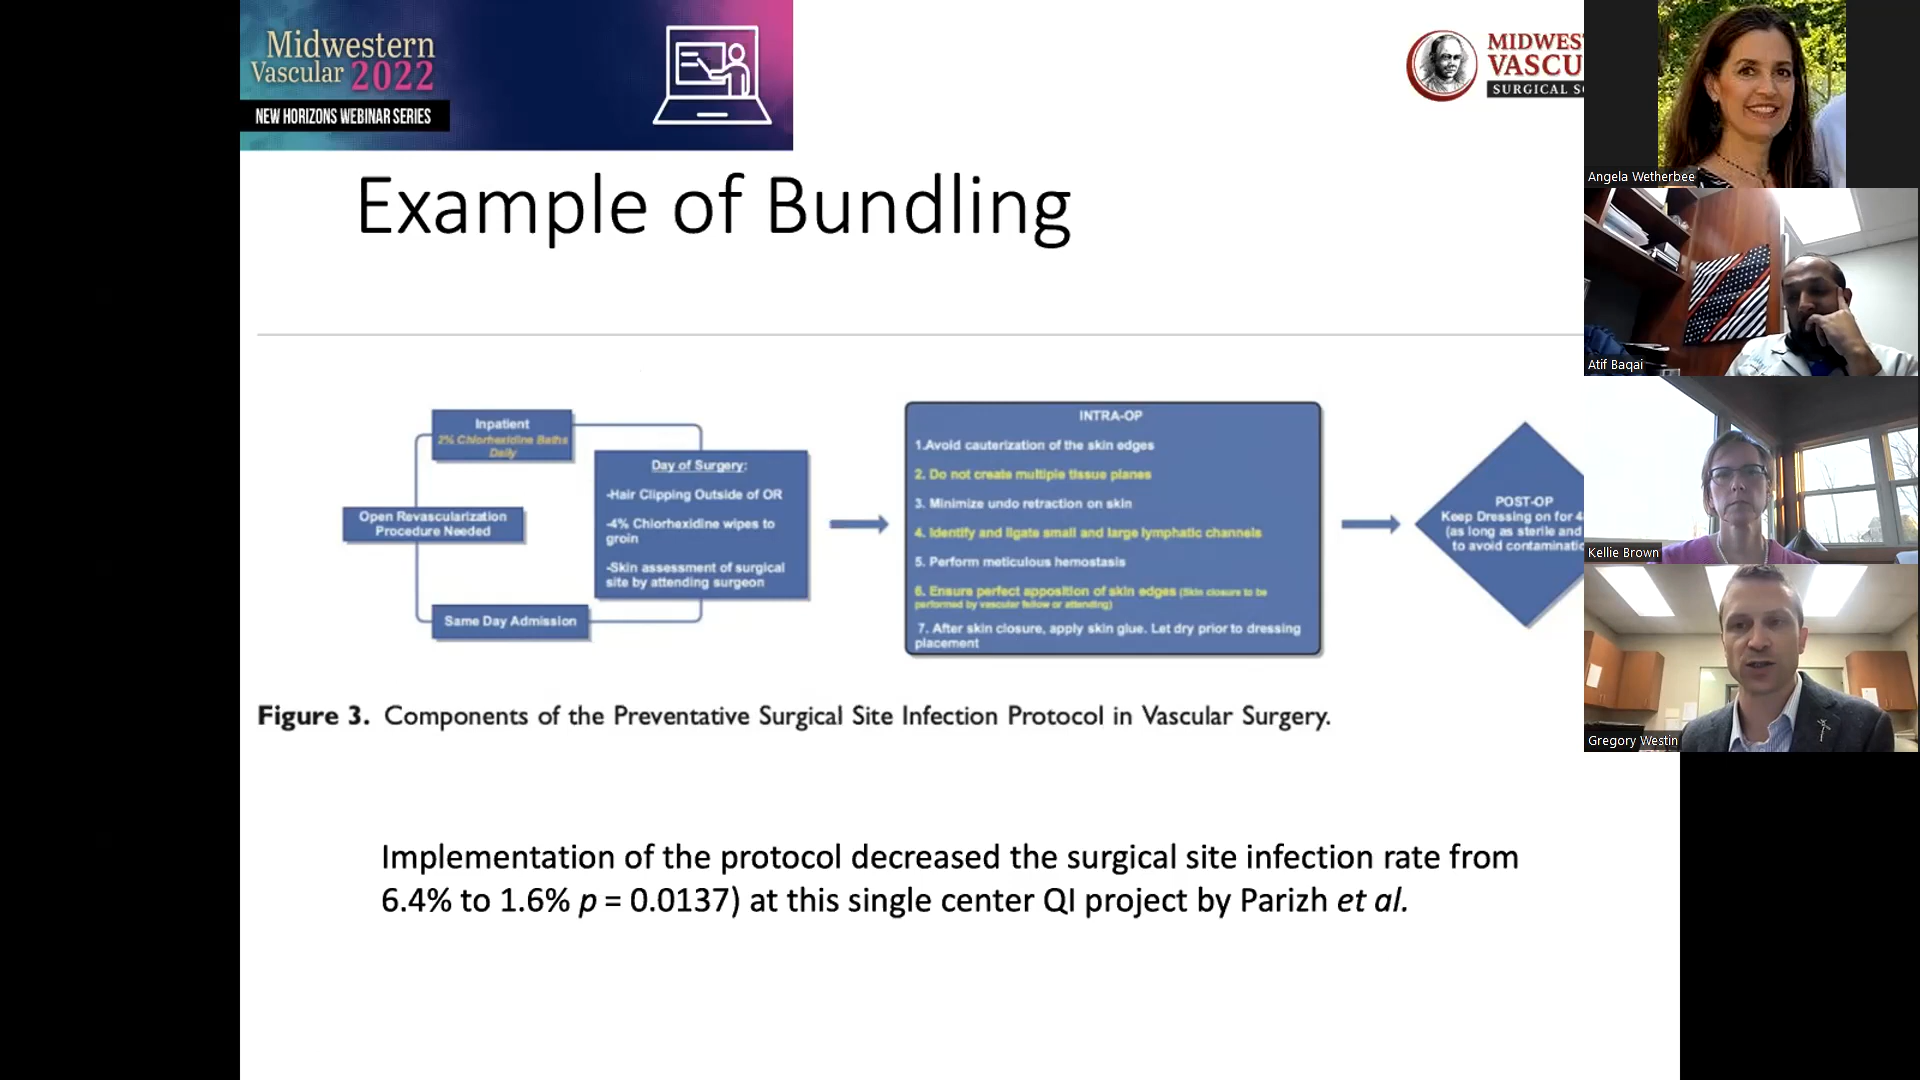 Midwestern
Vascular 2022
NEW HORIZONS WEBINAR SERIES
MIDWES
VASCU
SURGICAL S
Example of Bundling
Inpatient
2% Chlorhexidine Baths
Daily
Open Revascularization
Procedure Needed
Same Day Admission
Day of Surgery:
-Hair Clipping Outside of OR
-4% Chlorhexidine wipes to
groin
-Skin assessment of surgical
site by attending surgeon
INTRA-OP
1.Avoid cauterization of the skin edges
2. Do not create multiple tissue planes
3. Minimize undo retraction on skin
4. Identify and ligate small and large lymphatic channels
5. Perform meticulous hemostasis
6. Ensure perfect apposition of skin edges (Skin closure to be
performed by vascular fellow or attending)
7. After skin closure, apply skin glue. Let dry prior to dressing
placement
POST-OP
Keep Dressing on for 4
(as long as sterile and
to avoid contaminatio
Figure 3. Components of the Preventative Surgical Site Infection Protocol in Vascular Surgery.
Implementation of the protocol decreased the surgical site infection rate from
6.4% to 1.6% p = 0.0137) at this single center QI project by Parizh et al.
Angela Wetherbee
Atif Baqai
Kellie Brown
Gregory Westin